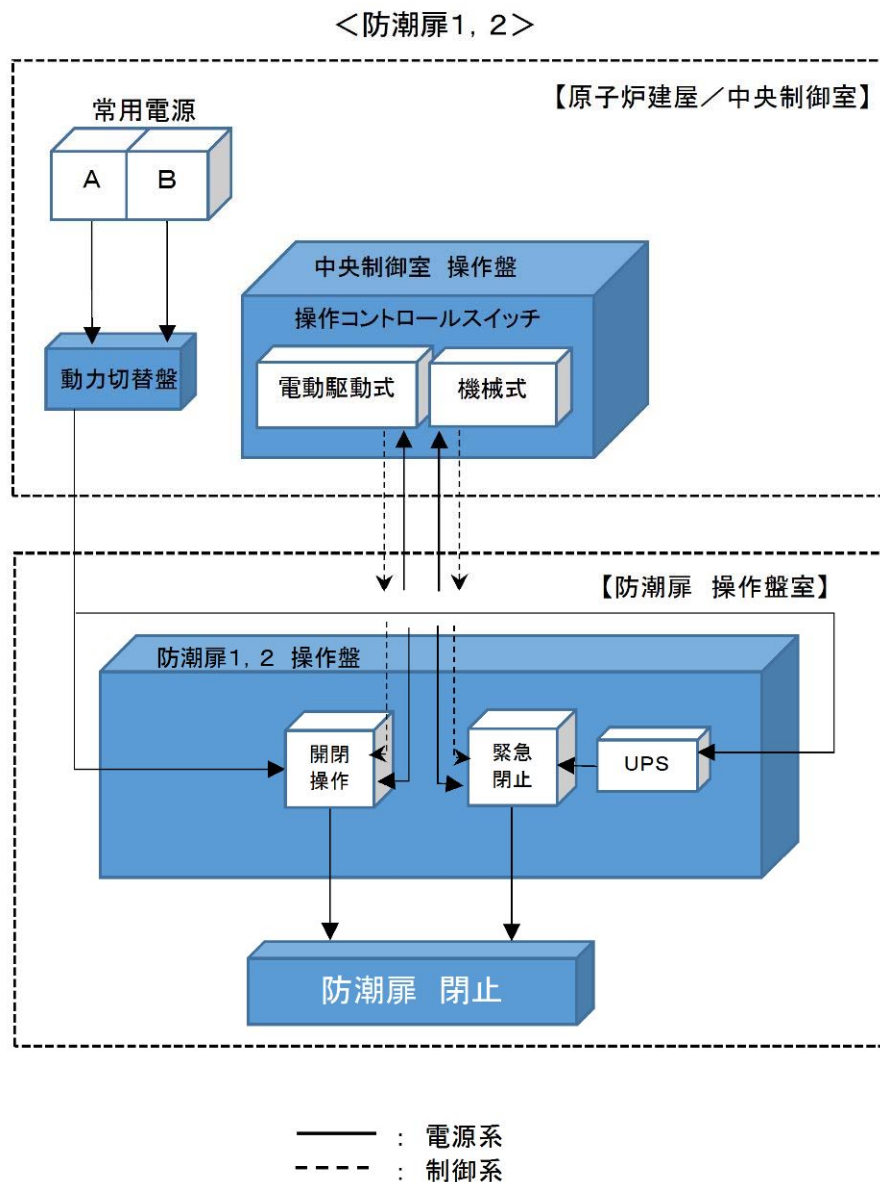 ＜防潮扉１，２＞
【原子炉建屋／中央制御室】
常用電源
A B
中央制御室 操作盤
操作コントロールスイッチ
動力切替盤
電動駆動式 機械式
【防潮扉 操作盤室】
防潮扉１，２ 操作盤
開閉
操作
緊急
閉止
UPS
防潮扉 閉止
： 電源系
： 制御系